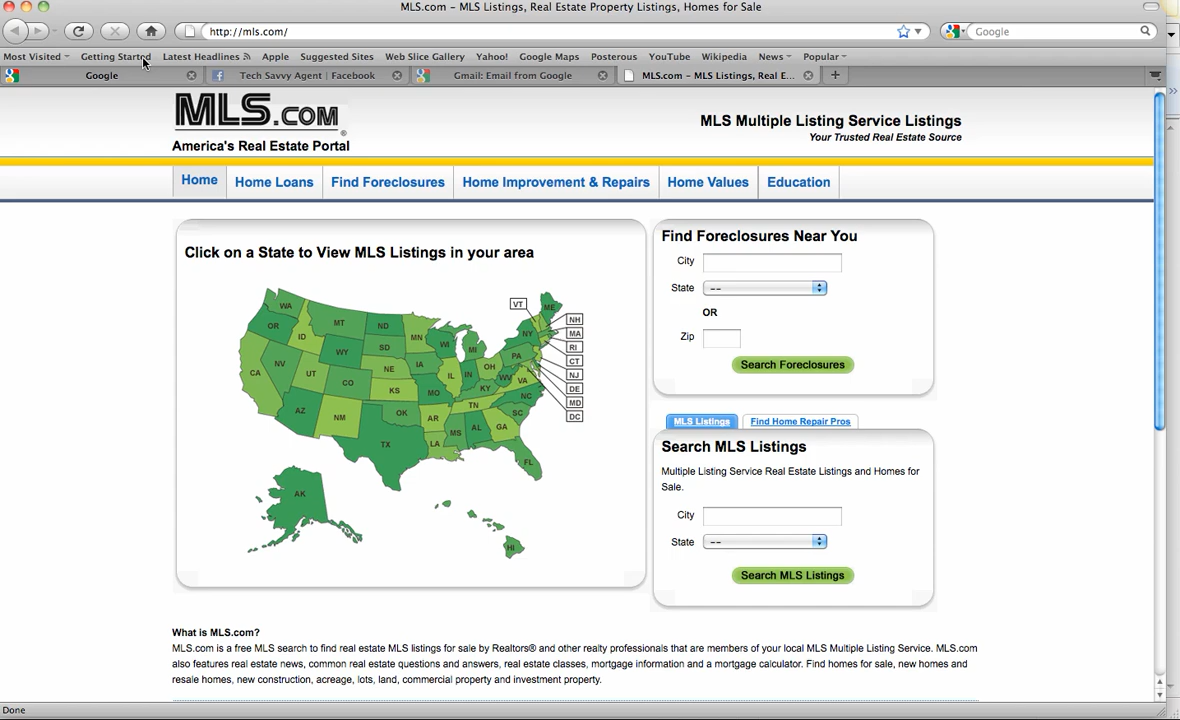 MLS.com – MLS Listings, Real Estate Property Listings, Homes for Sale
http://mls.com/
Google
Most Visited Getting Started Latest Headlines Apple Suggested Sites Web Slice Gallery Yahoo! Google Maps Posterous YouTube Wikipedia News Popular
Google Tech Savvy Agent | Facebook Gmail: Email from Google MLS.com – MLS Listings, Real E...
MLS.COM
®
America's Real Estate Portal
MLS Multiple Listing Service Listings
Your Trusted Real Estate Source
Home Home Loans Find Foreclosures Home Improvement & Repairs Home Values Education
Click on a State to View MLS Listings in your area
WA
OR
ID
MT
ND
MN
WI
MI
NY
VT
ME
NH
MA
RI
CT
NJ
DE
MD
DC
CA
NV
UT
WY
SD
NE
IA
IL
IN
OH
PA
WV
VA
CO
KS
MO
KY
NC
AZ
NM
OK
AR
TN
SC
TX
LA
MS
AL
GA
FL
AK
HI
Find Foreclosures Near You
City
State --
OR
Zip
Search Foreclosures
MLS Listings Find Home Repair Pros
Search MLS Listings
Multiple Listing Service Real Estate Listings and Homes for
Sale.
City
State --
Search MLS Listings
What is MLS.com?
MLS.com is a free MLS search to find real estate MLS listings for sale by Realtors® and other realty professionals that are members of your local MLS Multiple Listing Service. MLS.com
also features real estate news, common real estate questions and answers, real estate classes, mortgage information and a mortgage calculator. Find homes for sale, new homes and
resale homes, new construction, acreage, lots, land, commercial property and investment property.
Done